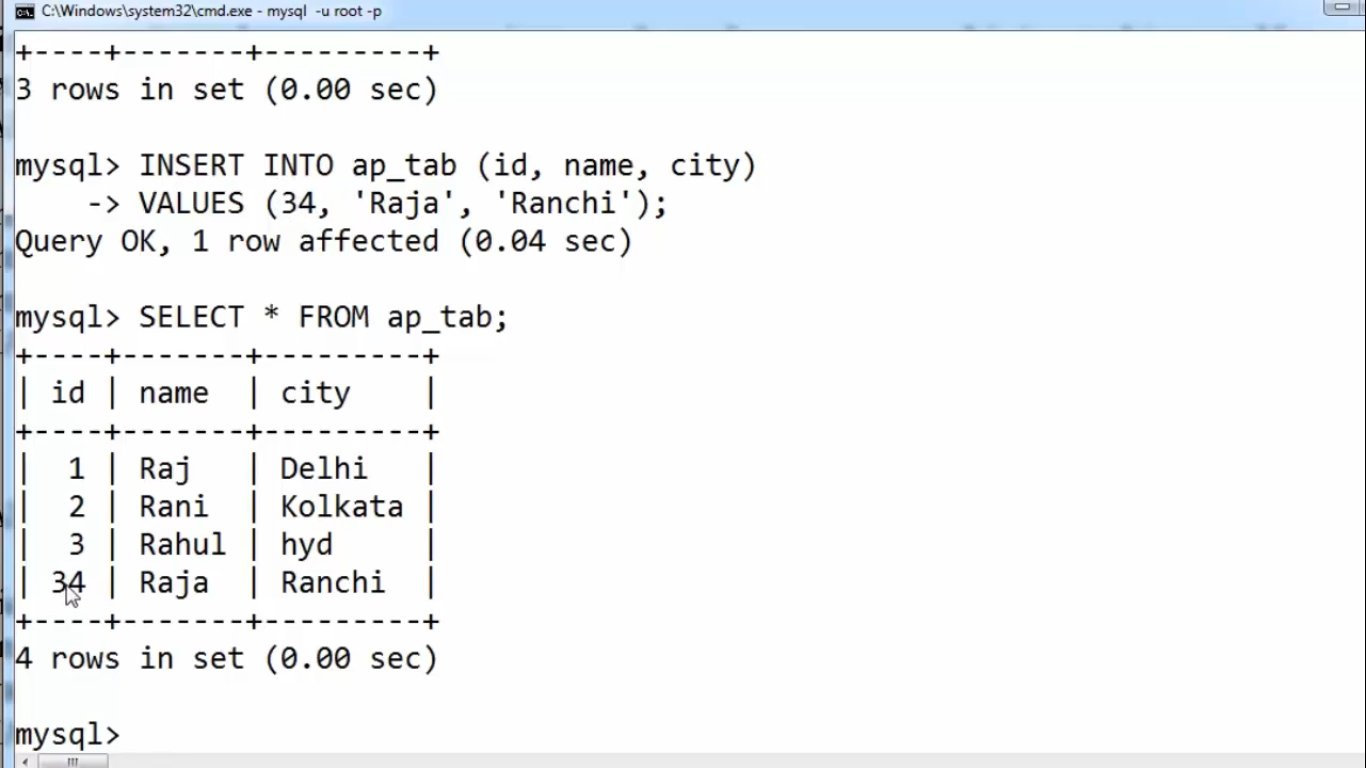 C:\Windows\system32\cmd.exe - mysql  -u root -p
+----+-------+---------+
3 rows in set (0.00 sec)
mysql> INSERT INTO ap_tab (id, name, city)
    -> VALUES (34, 'Raja', 'Ranchi');
Query OK, 1 row affected (0.04 sec)
mysql> SELECT * FROM ap_tab;
+----+-------+---------+
| id | name  | city    |
+----+-------+---------+
|  1 | Raj   | Delhi   |
|  2 | Rani  | Kolkata |
|  3 | Rahul | hyd     |
| 34 | Raja  | Ranchi  |
+----+-------+---------+
4 rows in set (0.00 sec)
mysql>